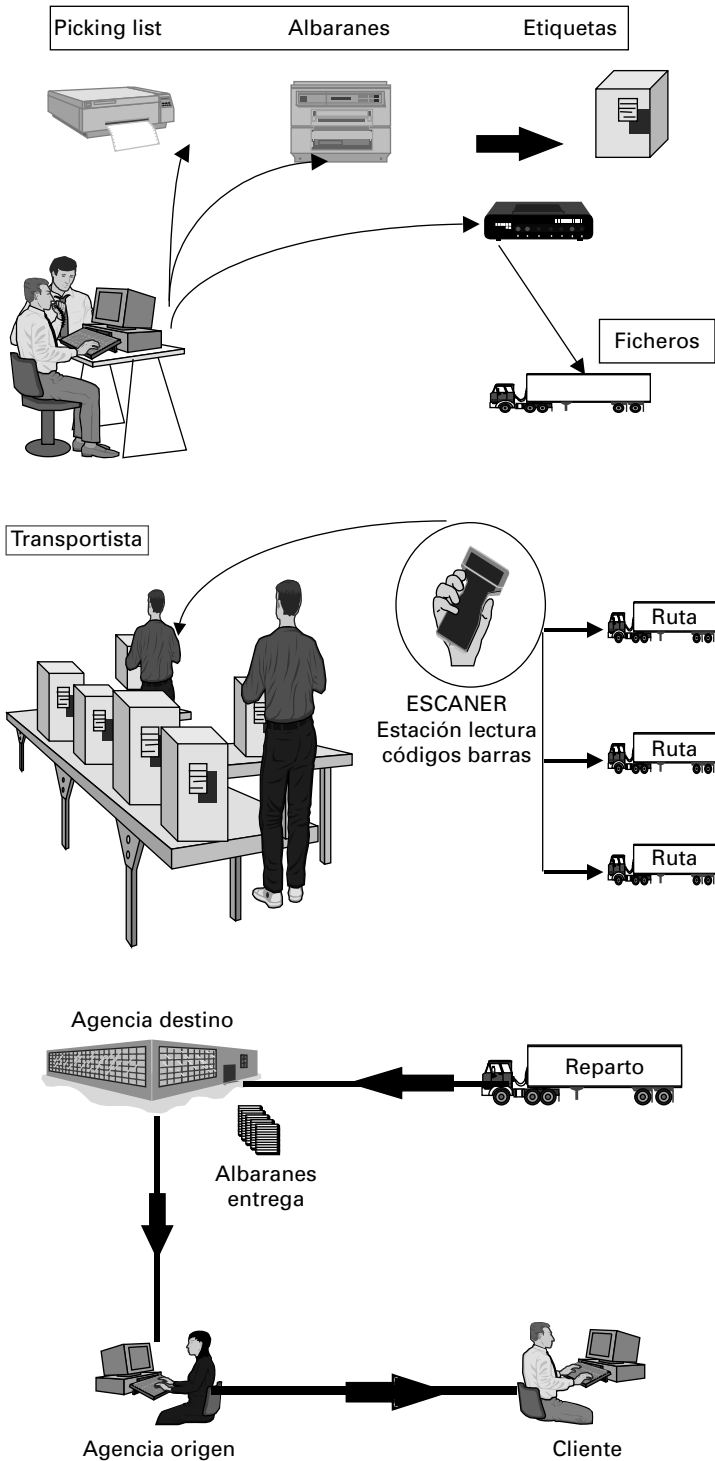 Picking list Albaranes Etiquetas
Ficheros
Transportista
ESCANER
Estación lectura
códigos barras
Ruta
Ruta
Ruta
Agencia destino
Reparto
Albaranes
entrega
Agencia origen
Cliente